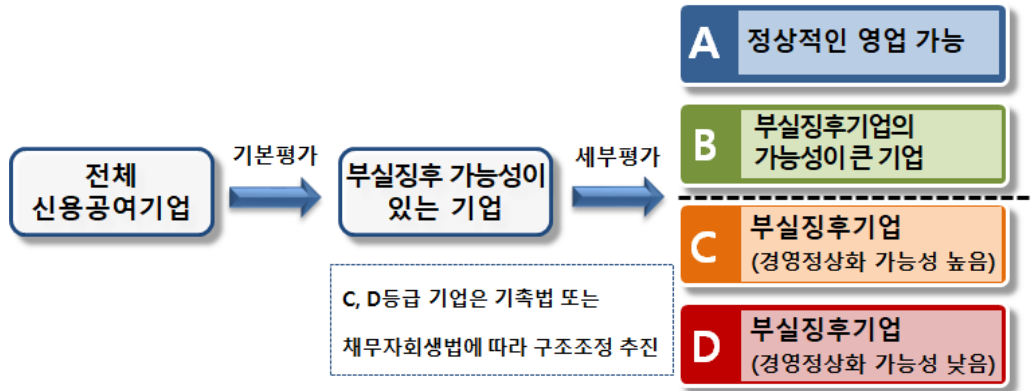 전체
신용공여기업
기본평가
부실징후 가능성이
있는 기업
세부평가
A
정상적인 영업 가능
B
부실징후기업의
가능성이 큰 기업
C
부실징후기업
(경영정상화 가능성 높음)
D
부실징후기업
(경영정상화 가능성 낮음)
C, D등급 기업은 기촉법 또는
채무자회생법에 따라 구조조정 추진